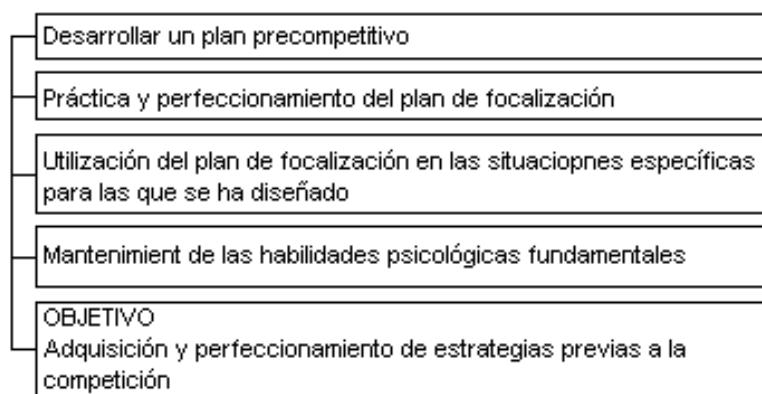 Desarrollar un plan precompetitivo
Práctica y perfeccionamiento del plan de focalización
Utilización del plan de focalización en las situaciopnes específicas
para las que se ha diseñado
Mantenimient de las habilidades psicológicas fundamentales
OBJETIVO
Adquisición y perfeccionamiento de estrategias previas a la
competición